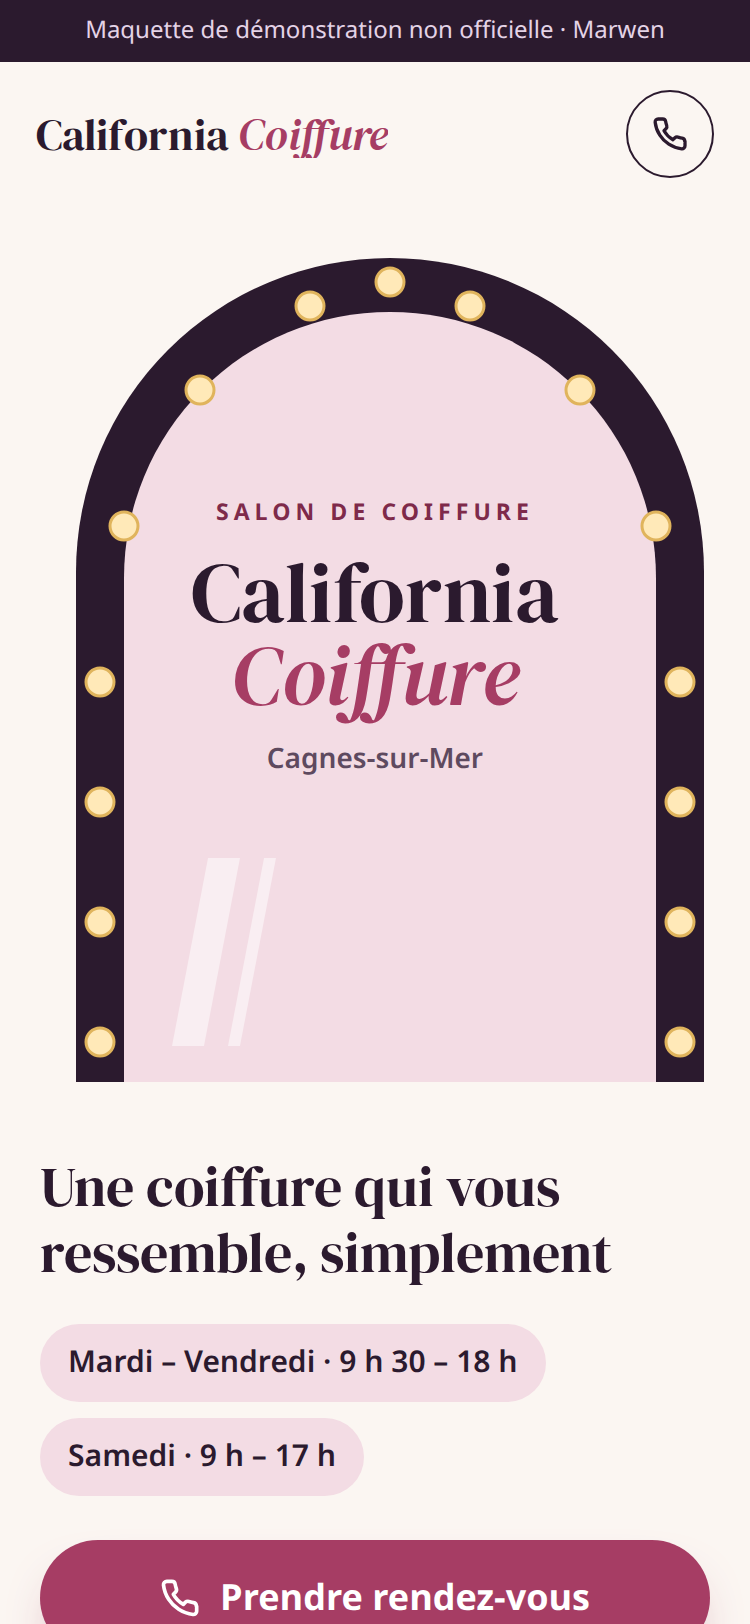 Maquette de démonstration non officielle · Marwen
California Coiffure
SALON DE COIFFURE
California
Coiffure
Cagnes-sur-Mer
Une coiffure qui vous
ressemble, simplement
Mardi – Vendredi · 9 h 30 – 18 h
Samedi · 9 h – 17 h
Prendre rendez-vous